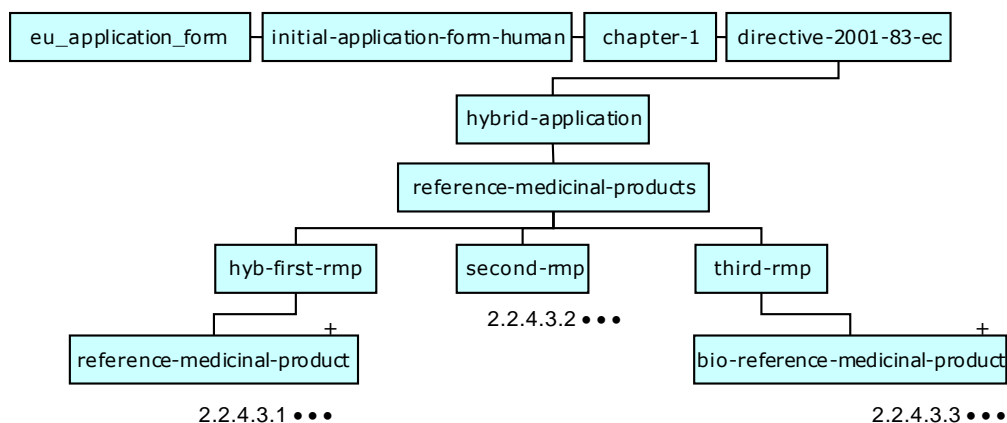 eu_application_form initial-application-form-human chapter-1 directive-2001-83-ec
hybrid-application
reference-medicinal-products
hyb-first-rmp second-rmp third-rmp
2.2.4.3.2 •••
+ +
reference-medicinal-product bio-reference-medicinal-product
2.2.4.3.1 ••• 2.2.4.3.3 •••